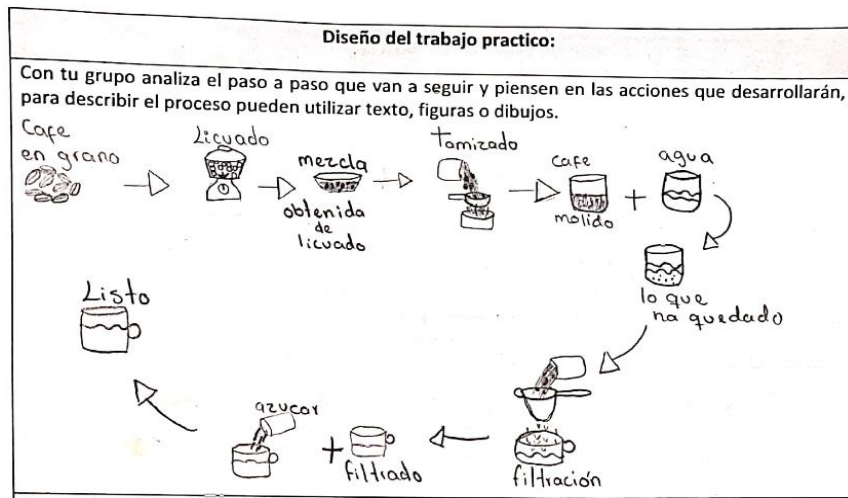 Diseño del trabajo practico:
Con tu grupo analiza el paso a paso que van a seguir y piensen en las acciones que desarrollarán,
para describir el proceso pueden utilizar texto, figuras o dibujos.
Cafe
en grano
Licuado
mezcla
obtenida
de
licuado
tamizado
cafe
molido
+
agua
lo que
ha quedado
filtración
filtrado
+
azucar
Listo